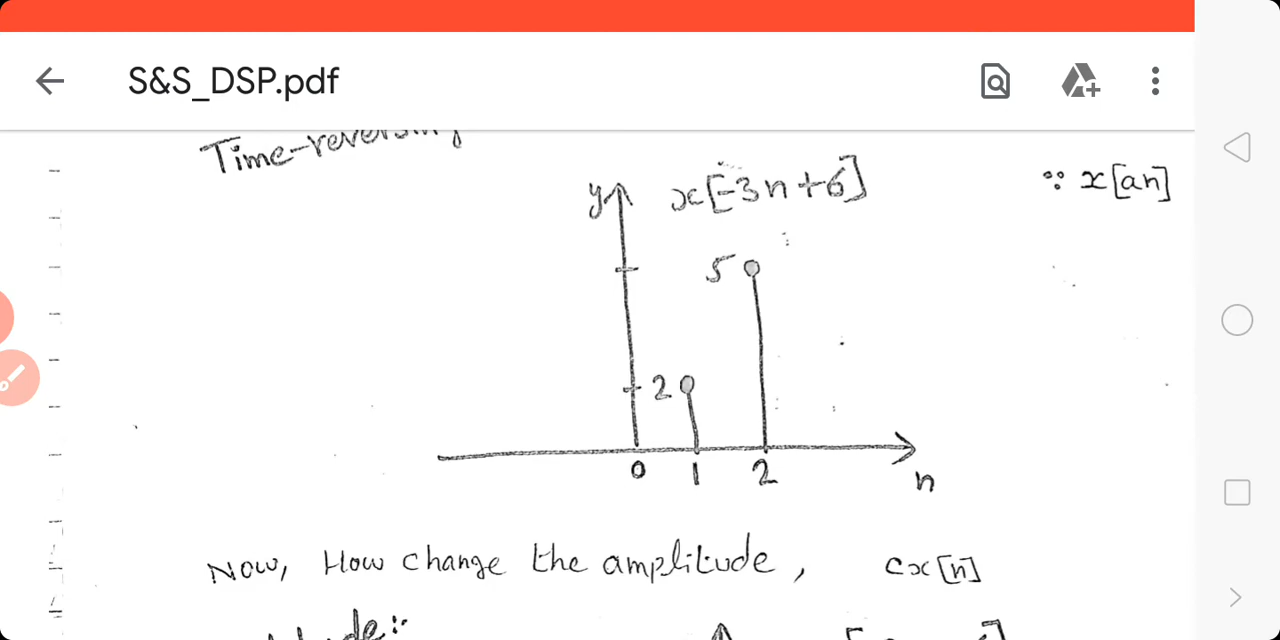 S&S_DSP.pdf
Time-reversing
y x[-3n+6] ∵ x[an]
5
2
0 1 2
n
Now, How change the amplitude, cx[n]